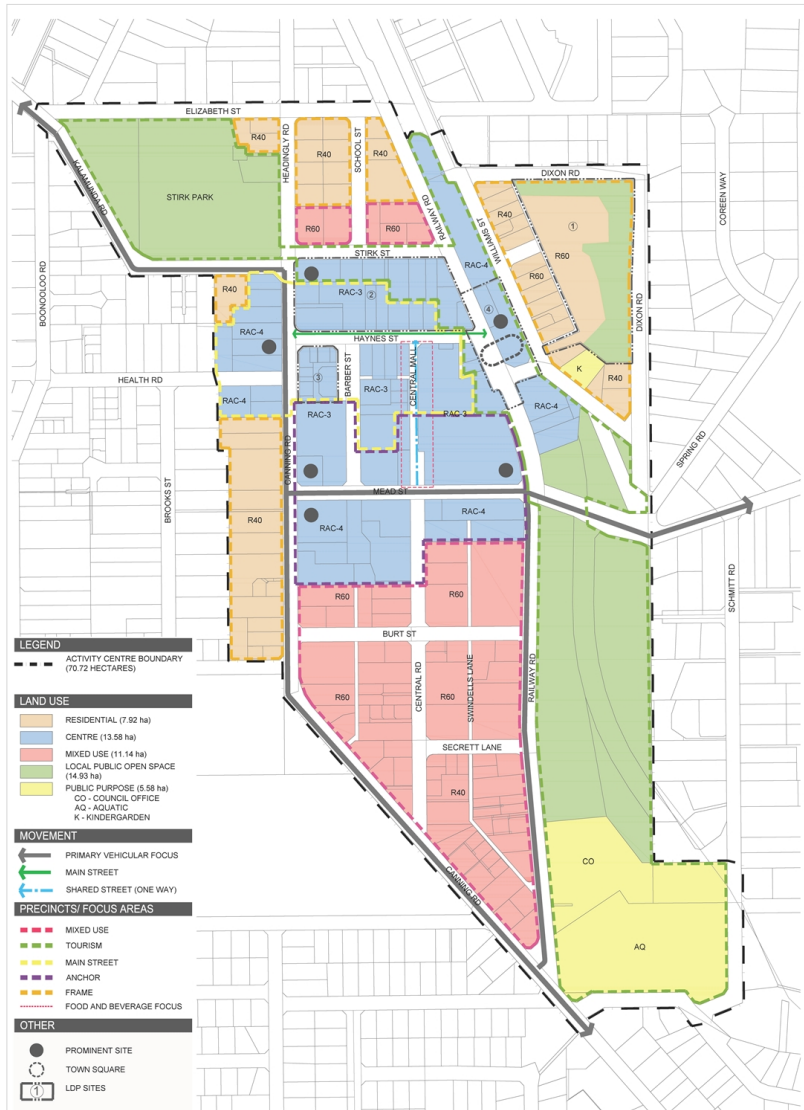 ELIZABETH ST
R40
HEADINGLY RD
R40
SCHOOL ST
R40
KALAMUNDA RD
STIRK PARK
RAILWAY RD
DIXON RD
COREEN WAY
R40
①
R60
R60
R60
WILLIAMS ST
STIRK ST
BOONOOLOO RD
R40
RAC-3
②
RAC-4
R60
④
DIXON RD
RAC-4
HAYNES ST
③
BARBER ST
CENTRAL MALL
K
HEALTH RD
RAC-3
R40
RAC-4
RAC-3
RAC-3
RAC-4
CANNING RD
SPRING RD
BROOKS ST
MEAD ST
R40
RAC-4
RAC-4
SCHMITT RD
R60
R60
BURT ST
CENTRAL RD
SWINDELLS LANE
RAILWAY RD
R60
R60
SECRETT LANE
R40
CO
CANNING RD
AQ
LEGEND
ACTIVITY CENTRE BOUNDARY
(70.72 HECTARES)
LAND USE
RESIDENTIAL (7.92 ha)
CENTRE (13.58 ha)
MIXED USE (11.14 ha)
LOCAL PUBLIC OPEN SPACE
(14.93 ha)
PUBLIC PURPOSE (5.58 ha)
CO - COUNCIL OFFICE
AQ - AQUATIC
K - KINDERGARDEN
MOVEMENT
PRIMARY VEHICULAR FOCUS
MAIN STREET
SHARED STREET (ONE WAY)
PRECINCTS/ FOCUS AREAS
MIXED USE
TOURISM
MAIN STREET
ANCHOR
FRAME
FOOD AND BEVERAGE FOCUS
OTHER
PROMINENT SITE
TOWN SQUARE
①
LDP SITES